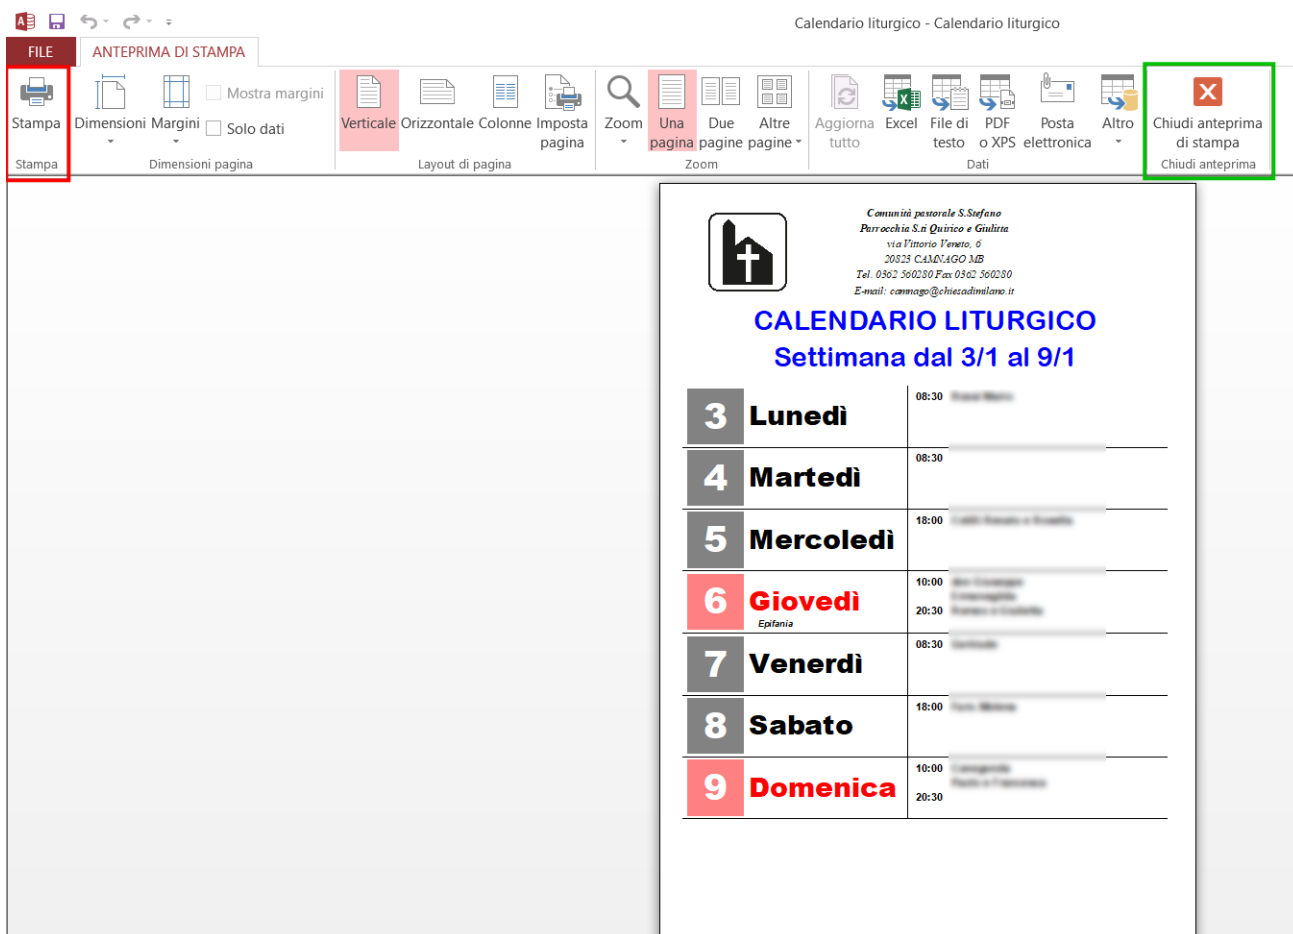 Calendario liturgico - Calendario liturgico
FILE
ANTEPRIMA DI STAMPA
Stampa
Dimensioni
Margini
Mostra margini
Solo dati
Verticale
Orizzontale
Colonne
Imposta
pagina
Zoom
Una
pagina
Due
pagine
Altre
pagine
Aggiorna
tutto
Excel
File di
testo
PDF
o XPS
Posta
elettronica
Altro
Chiudi anteprima
di stampa
Stampa
Dimensioni pagina
Layout di pagina
Zoom
Dati
Chiudi anteprima
Comunità pastorale S.Stefano
Parrocchia S.ti Quirico e Giulitta
via Vittorio Veneto, 6
20823 CAMNAGO MB
Tel. 0362 560280 Fax 0362 560280
E-mail: camnago@chiesadimilano.it
CALENDARIO LITURGICO
Settimana dal 3/1 al 9/1
3 Lunedì 08:30
4 Martedì 08:30
5 Mercoledì 18:00
6 Giovedì 10:00
20:30
Epifania
7 Venerdì 08:30
8 Sabato 18:00
9 Domenica 10:00
20:30